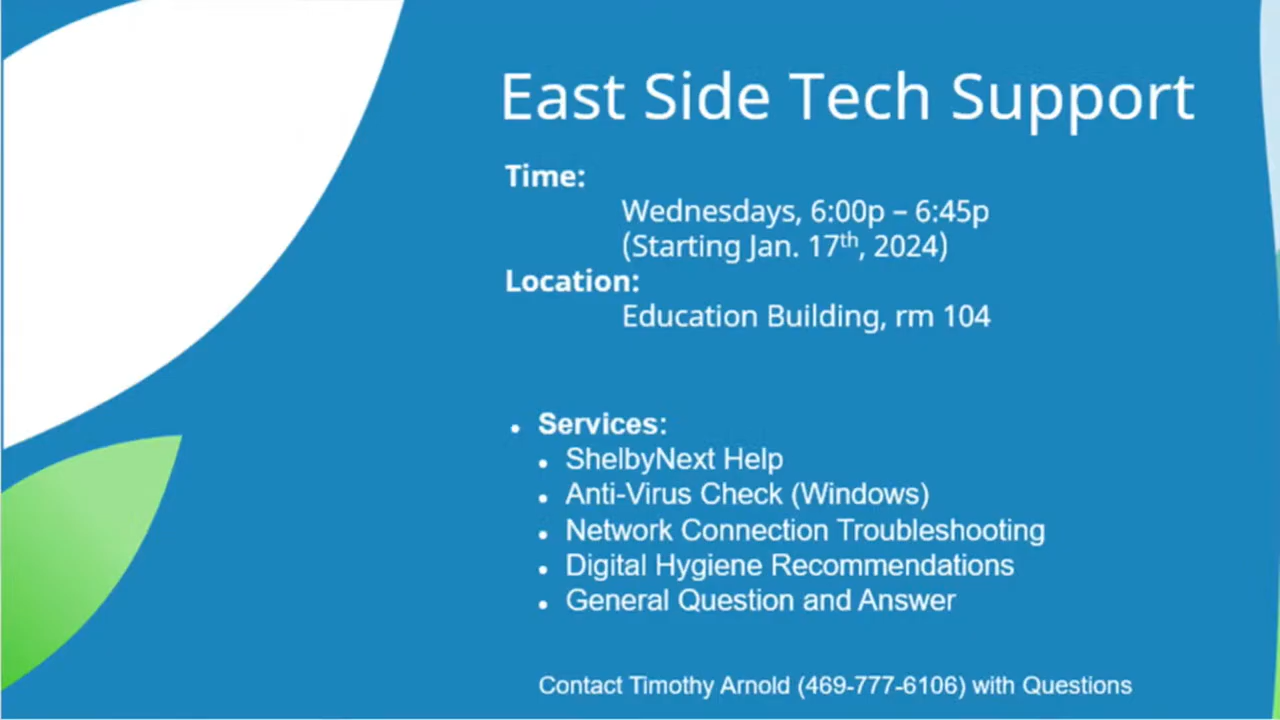 East Side Tech Support
Time:
Wednesdays, 6:00p – 6:45p
(Starting Jan. 17th, 2024)
Location:
Education Building, rm 104
• Services:
• ShelbyNext Help
• Anti-Virus Check (Windows)
• Network Connection Troubleshooting
• Digital Hygiene Recommendations
• General Question and Answer
Contact Timothy Arnold (469-777-6106) with Questions